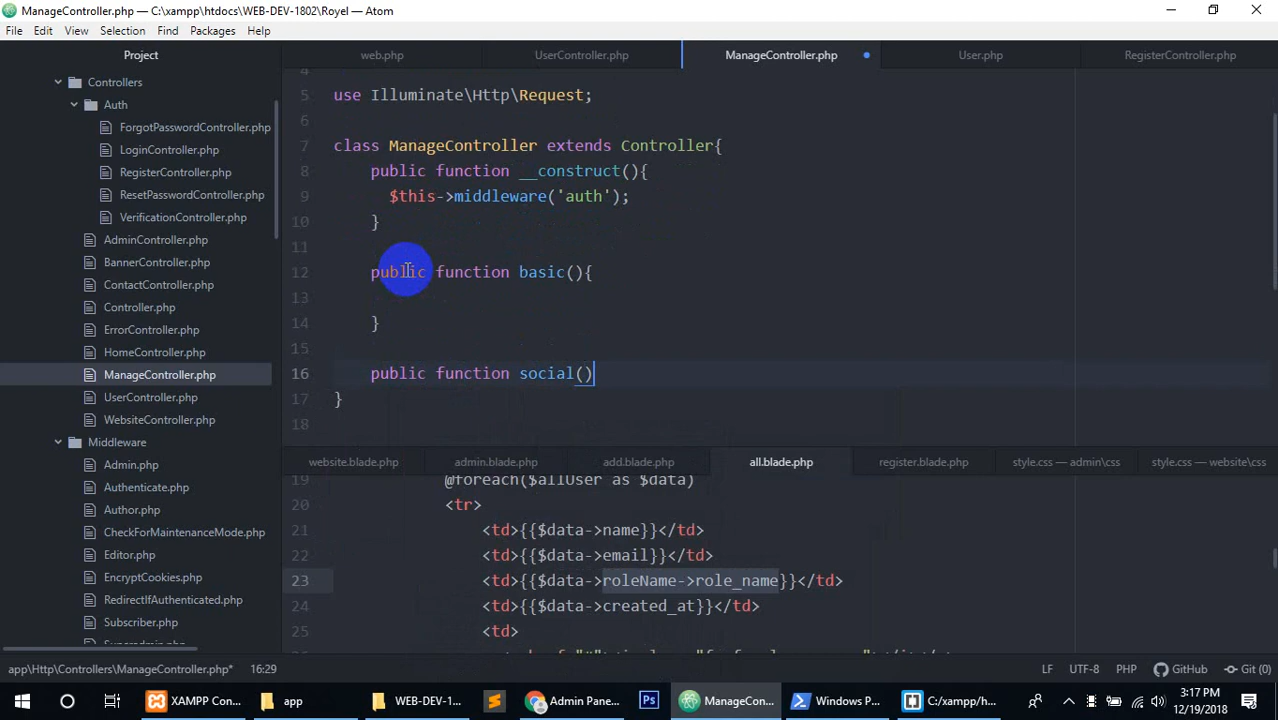 ManageController.php — C:\xampp\htdocs\WEB-DEV-1802\Royel — Atom
File Edit View Selection Find Packages Help
Project
Controllers
Auth
ForgotPasswordController.php
LoginController.php
RegisterController.php
ResetPasswordController.php
VerificationController.php
AdminController.php
BannerController.php
ContactController.php
Controller.php
ErrorController.php
HomeController.php
ManageController.php
UserController.php
WebsiteController.php
Middleware
Admin.php
Authenticate.php
Author.php
CheckForMaintenanceMode.php
Editor.php
EncryptCookies.php
RedirectIfAuthenticated.php
Subscriber.php
web.php UserController.php ManageController.php User.php RegisterController.php
4
5 use Illuminate\Http\Request;
6
7 class ManageController extends Controller{
8 public function __construct(){
9 $this->middleware('auth');
10 }
11
12 public function basic(){
13
14 }
15
16 public function social()
17 }
18
website.blade.php admin.blade.php add.blade.php all.blade.php register.blade.php style.css — admin\css style.css — website\css
19 @foreach($allUser as $data)
20 <tr>
21 <td>{{$data->name}}</td>
22 <td>{{$data->email}}</td>
23 <td>{{$data->roleName->role_name}}</td>
24 <td>{{$data->created_at}}</td>
25 <td>
app\Http\Controllers\ManageController.php* 16:29 LF UTF-8 PHP GitHub Git (0)
XAMPP Con... app WEB-DEV-1... Admin Pane... Ps ManageCon... Windows P... C:/xampp/h... 3:17 PM
12/19/2018